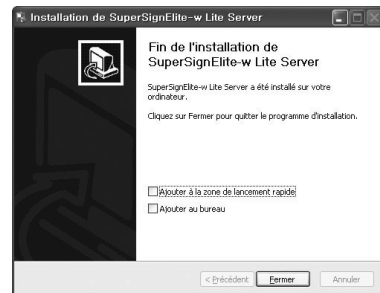 Installation de SuperSignElite-w Lite Server
Fin de l'installation de
SuperSignElite-w Lite Server
SuperSignElite-w Lite Server a été installé sur votre
ordinateur.
Cliquez sur Fermer pour quitter le programme d'installation.
Ajouter à la zone de lancement rapide
Ajouter au bureau
< Précédent
Fermer
Annuler